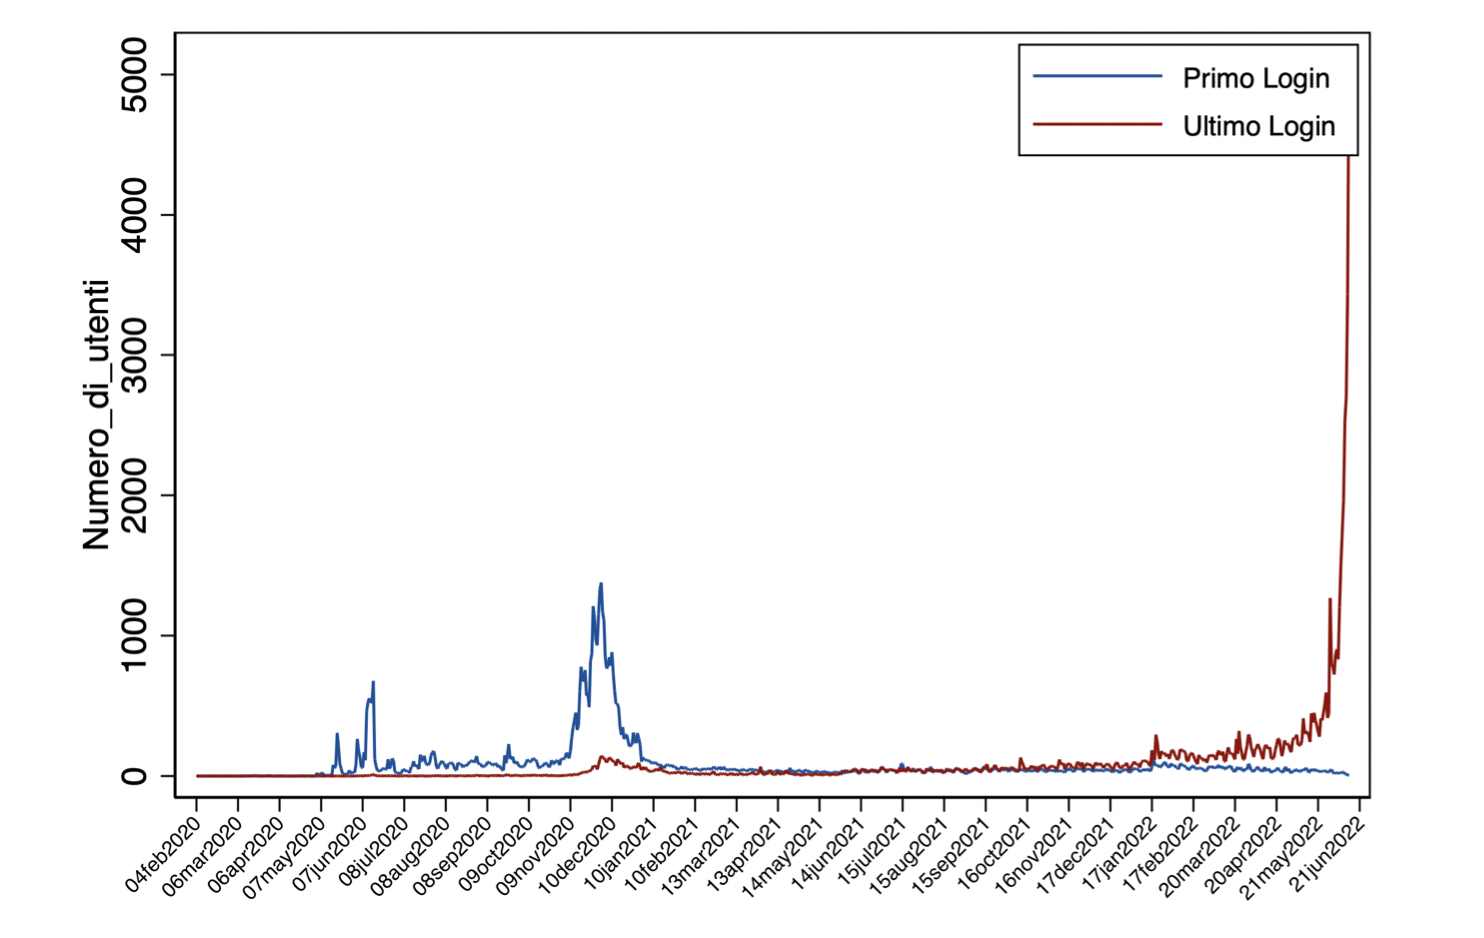 Primo Login
Ultimo Login
Numero_di_utenti
5000
4000
3000
2000
1000
0
04feb2020
06mar2020
06apr2020
07may2020
07jun2020
08jul2020
08aug2020
08sep2020
09oct2020
09nov2020
10dec2020
10jan2021
10feb2021
13mar2021
13apr2021
14may2021
14jun2021
15jul2021
15aug2021
15sep2021
16oct2021
16nov2021
17dec2021
17jan2022
17feb2022
20mar2022
20apr2022
21may2022
21jun2022